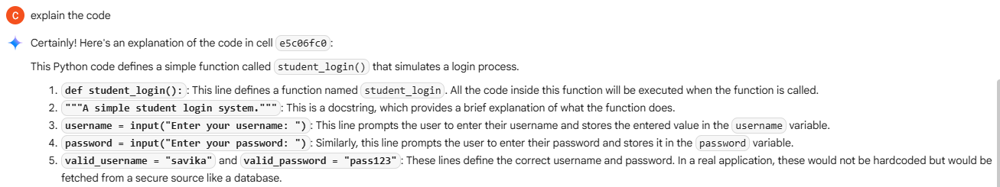 C explain the code
Certainly! Here's an explanation of the code in cell e5c06fc0:
This Python code defines a simple function called student_login() that simulates a login process.
1. def student_login():: This line defines a function named student_login. All the code inside this function will be executed when the function is called.
2. """A simple student login system.""": This is a docstring, which provides a brief explanation of what the function does.
3. username = input("Enter your username: "): This line prompts the user to enter their username and stores the entered value in the username variable.
4. password = input("Enter your password: "): Similarly, this line prompts the user to enter their password and stores it in the password variable.
5. valid_username = "savika" and valid_password = "pass123": These lines define the correct username and password. In a real application, these would not be hardcoded but would be
fetched from a secure source like a database.